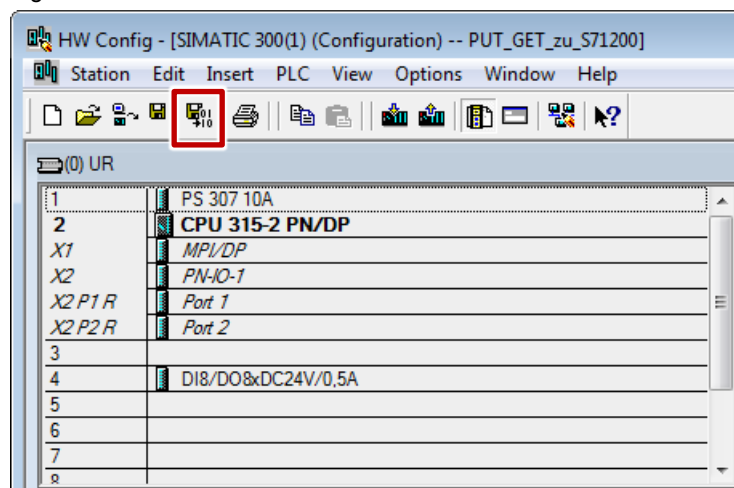 HW Config - [SIMATIC 300(1) (Configuration) -- PUT_GET_zu_S71200]
Station Edit Insert PLC View Options Window Help
(0) UR
1 PS 307 10A
2 CPU 315-2 PN/DP
X1 MPI/DP
X2 PN-IO-1
X2 P1 R Port 1
X2 P2 R Port 2
3
4 DI8/DO8xDC24V/0,5A
5
6
7
8